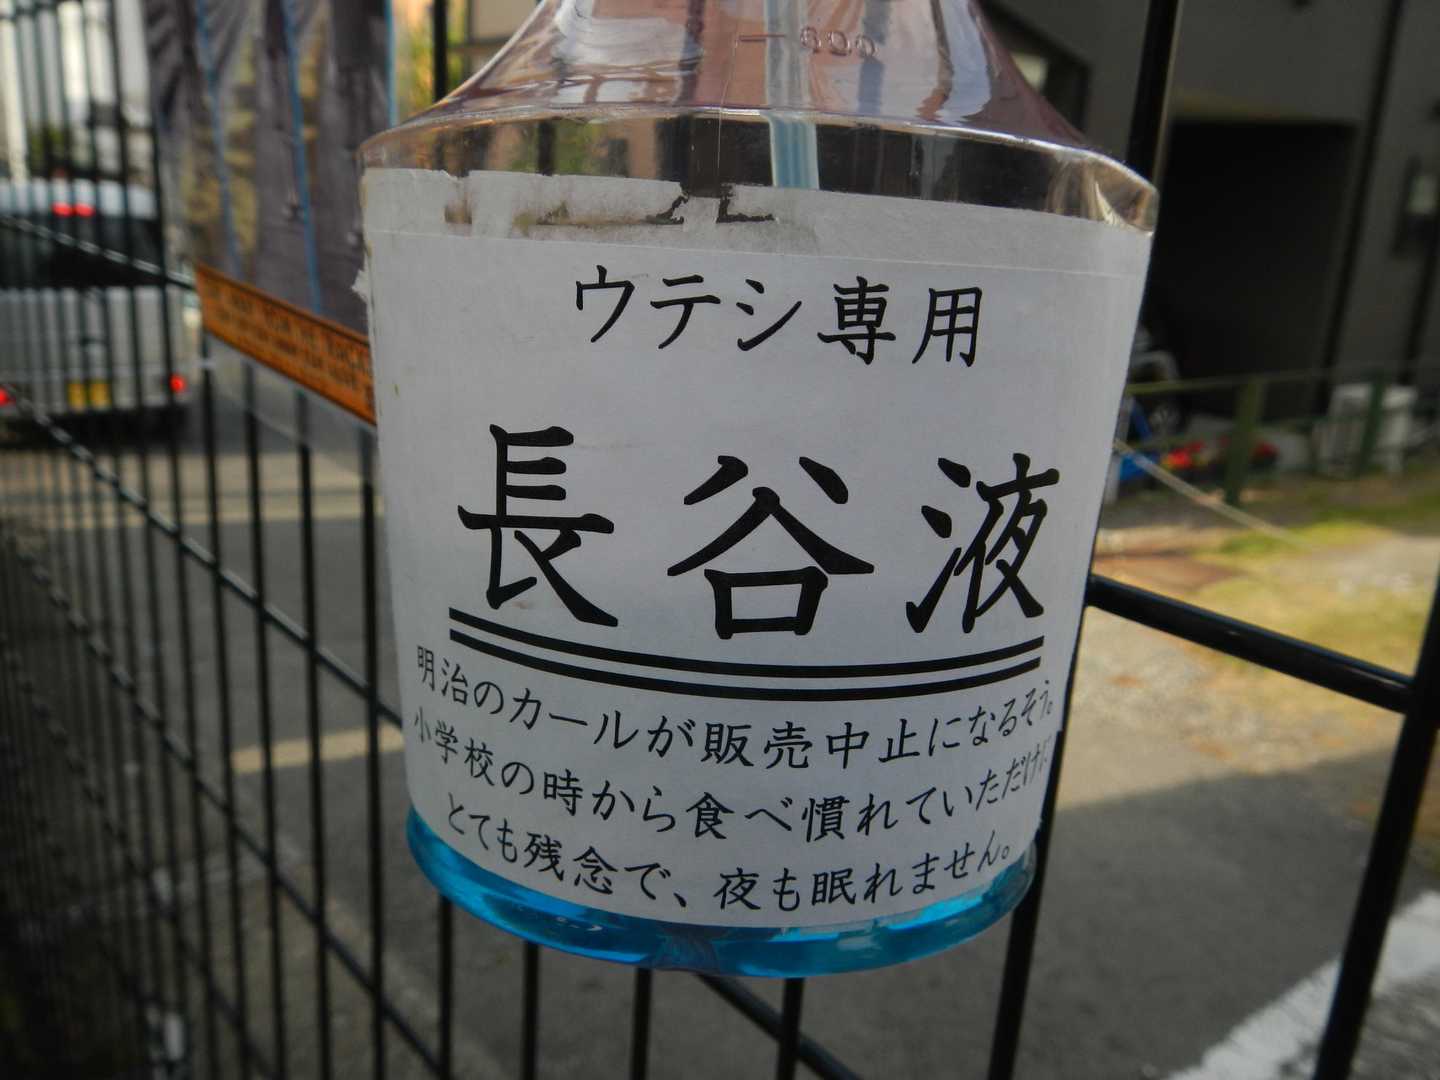 600
ウテシ専用
長谷液
明治のカールが販売中止になるそう。
小学校の時から食べ慣れていただけに
とても残念で、夜も眠れません。